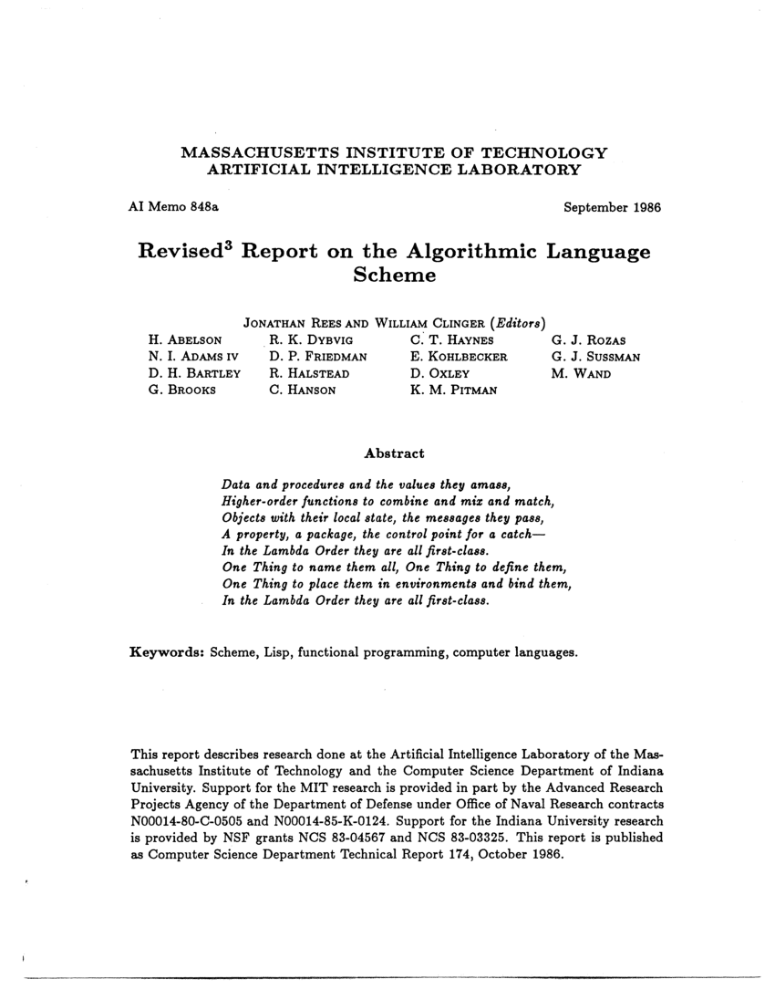 MASSACHUSETTS INSTITUTE OF TECHNOLOGY
ARTIFICIAL INTELLIGENCE LABORATORY
AI Memo 848a September 1986
Revised³ Report on the Algorithmic Language
Scheme
JONATHAN REES AND WILLIAM CLINGER (Editors)
H. ABELSON R. K. DYBVIG C. T. HAYNES G. J. ROZAS
N. I. ADAMS IV D. P. FRIEDMAN E. KOHLBECKER G. J. SUSSMAN
D. H. BARTLEY R. HALSTEAD D. OXLEY M. WAND
G. BROOKS C. HANSON K. M. PITMAN
Abstract
Data and procedures and the values they amass,
Higher-order functions to combine and mix and match,
Objects with their local state, the messages they pass,
A property, a package, the control point for a catch—
In the Lambda Order they are all first-class.
One Thing to name them all, One Thing to define them,
One Thing to place them in environments and bind them,
In the Lambda Order they are all first-class.
Keywords: Scheme, Lisp, functional programming, computer languages.
This report describes research done at the Artificial Intelligence Laboratory of the Mas-
sachusetts Institute of Technology and the Computer Science Department of Indiana
University. Support for the MIT research is provided in part by the Advanced Research
Projects Agency of the Department of Defense under Office of Naval Research contracts
N00014-80-C-0505 and N00014-85-K-0124. Support for the Indiana University research
is provided by NSF grants NCS 83-04567 and NCS 83-03325. This report is published
as Computer Science Department Technical Report 174, October 1986.